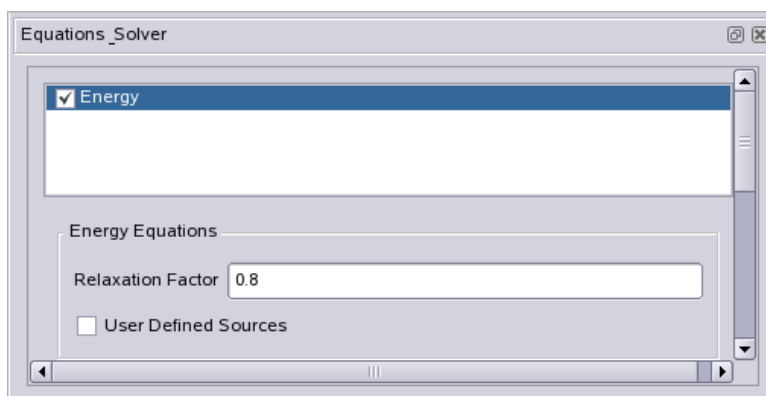 Equations_Solver
Energy
Energy Equations
Relaxation Factor 0.8
User Defined Sources